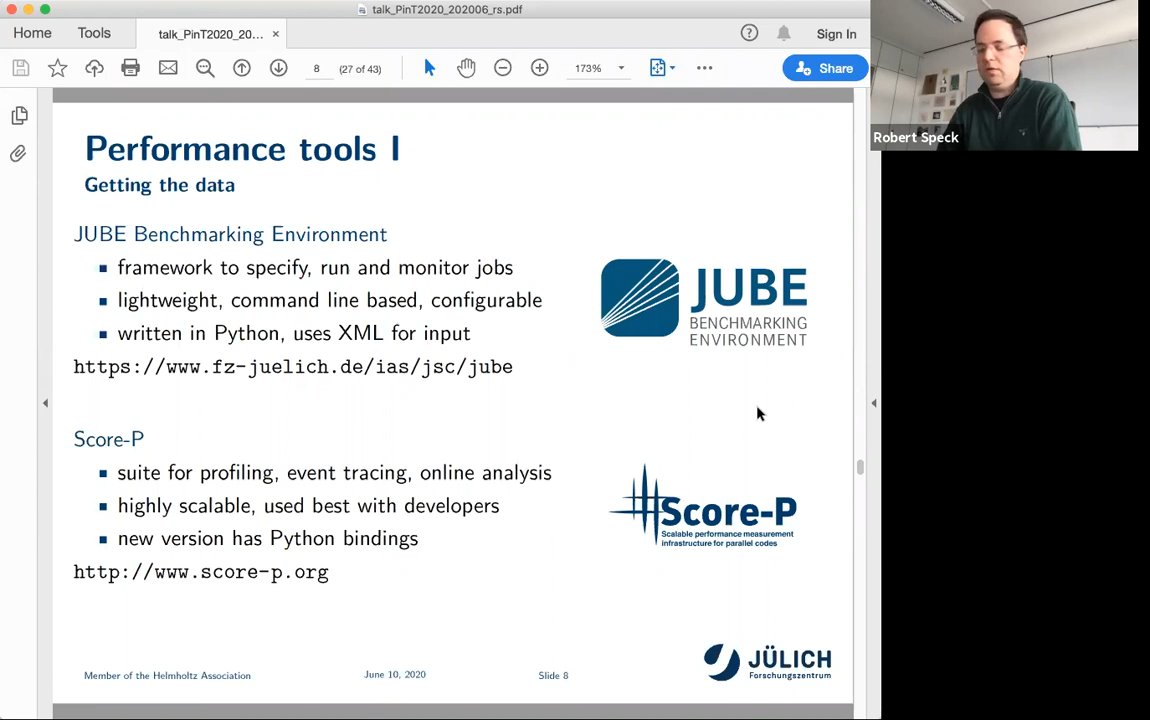 talk_PinT2020_202006_rs.pdf
Home
Tools
talk_PinT2020_20...
×
Sign In
8
(27 of 43)
173%
Share
Robert Speck
Performance tools I
Getting the data
JUBE Benchmarking Environment
framework to specify, run and monitor jobs
lightweight, command line based, configurable
written in Python, uses XML for input
https://www.fz-juelich.de/ias/jsc/jube
JUBE
BENCHMARKING
ENVIRONMENT
Score-P
suite for profiling, event tracing, online analysis
highly scalable, used best with developers
new version has Python bindings
http://www.score-p.org
Score-P
Scalable performance measurement
infrastructure for parallel codes
Member of the Helmholtz Association
June 10, 2020
Slide 8
JÜLICH
Forschungszentrum